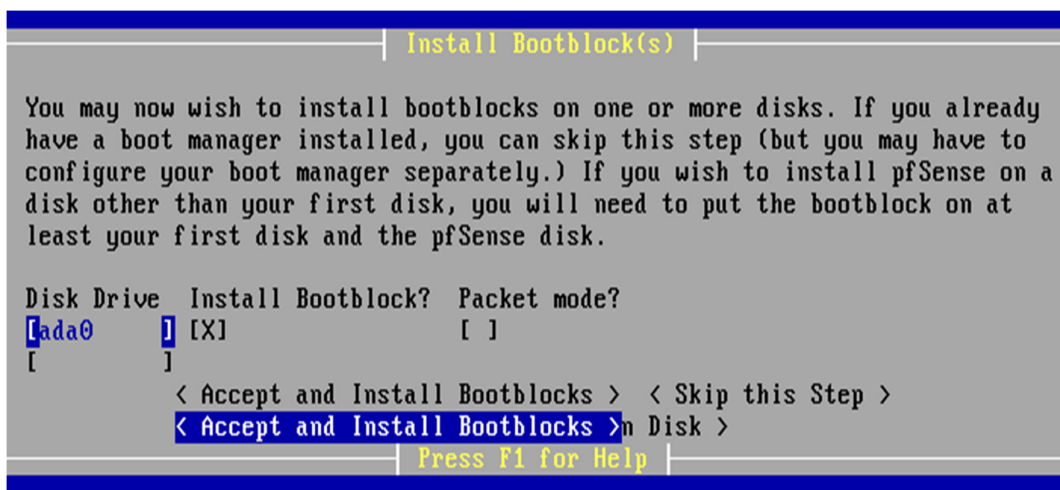 Install Bootblock(s)
You may now wish to install bootblocks on one or more disks. If you already
have a boot manager installed, you can skip this step (but you may have to
configure your boot manager separately.) If you wish to install pfSense on a
disk other than your first disk, you will need to put the bootblock on at
least your first disk and the pfSense disk.
Disk Drive Install Bootblock? Packet mode?
[ada0 ] [X] [ ]
[ ]
< Accept and Install Bootblocks > < Skip this Step >
< Accept and Install Bootblocks >n Disk >
Press F1 for Help